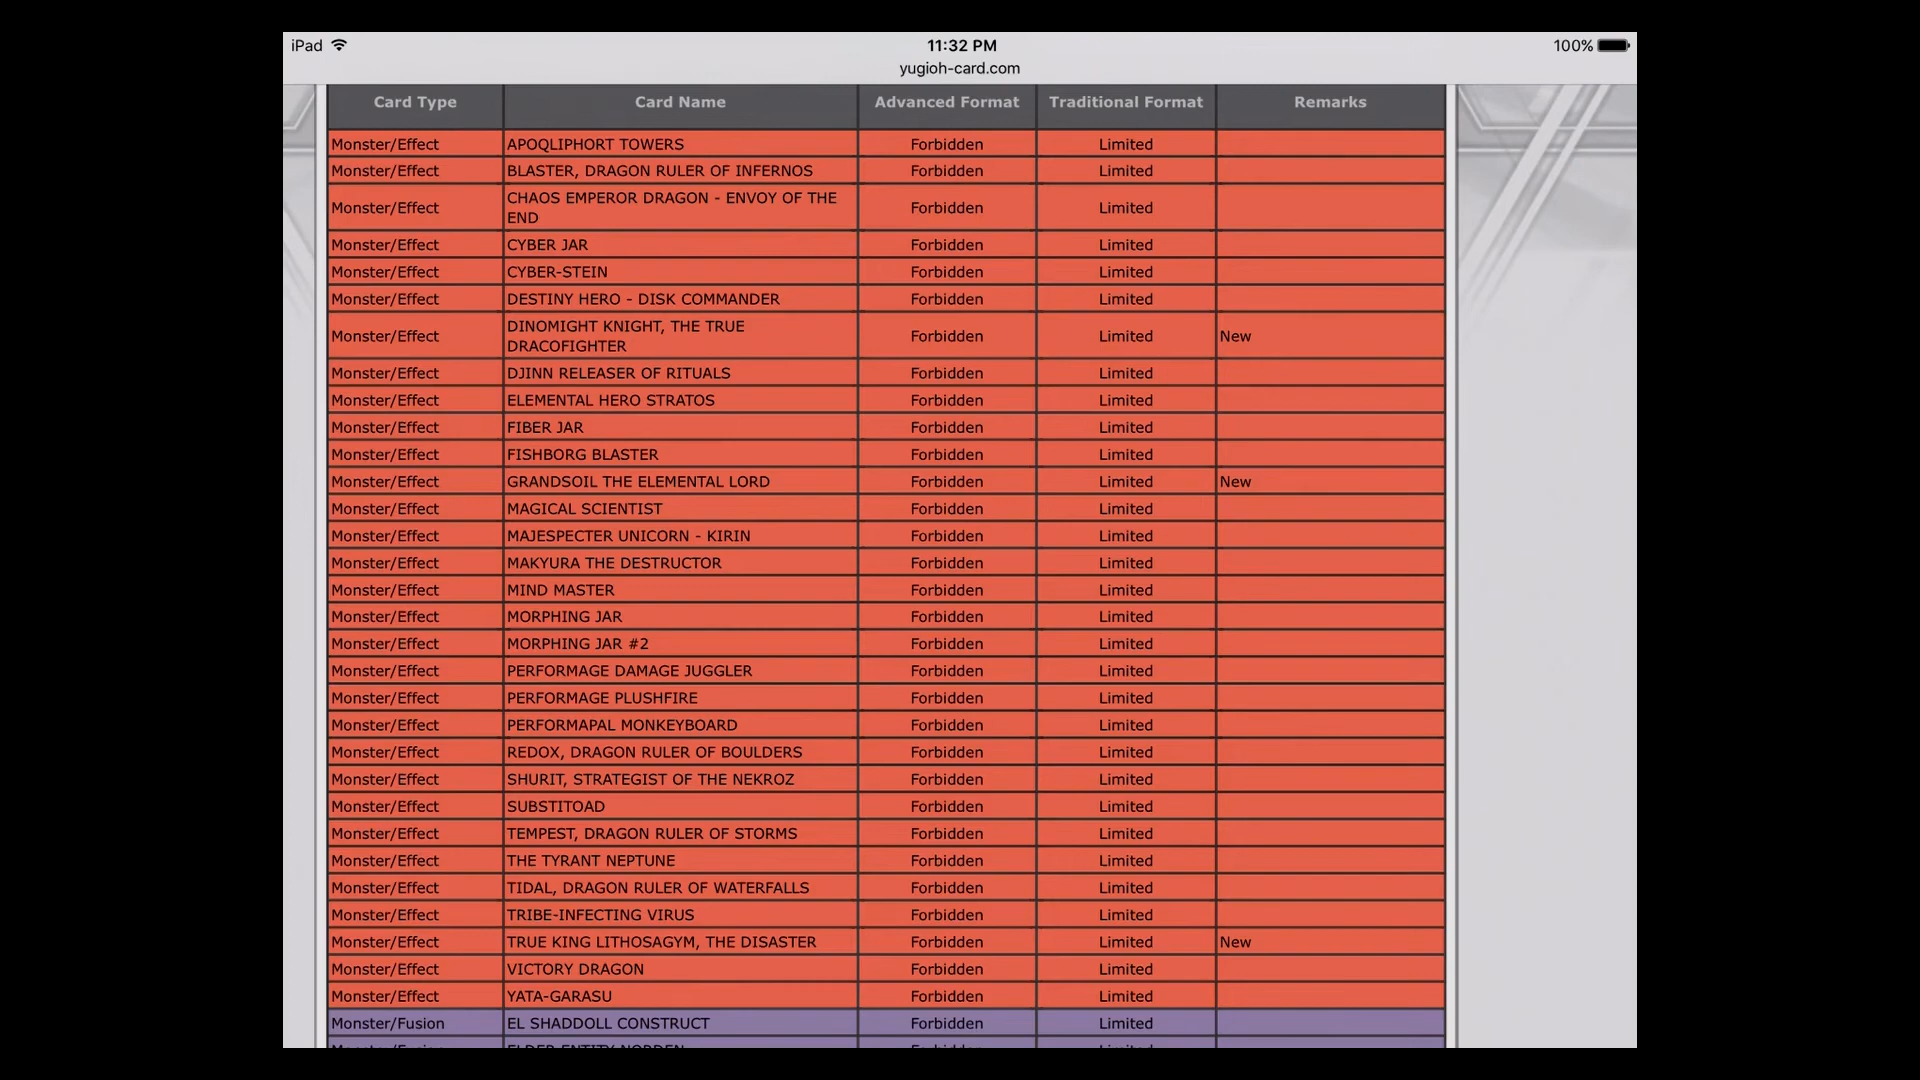 iPad 11:32 PM 100%
yugioh-card.com
Card Type Card Name Advanced Format Traditional Format Remarks
Monster/Effect APOQLIPHORT TOWERS Forbidden Limited
Monster/Effect BLASTER, DRAGON RULER OF INFERNOS Forbidden Limited
Monster/Effect CHAOS EMPEROR DRAGON - ENVOY OF THE
END Forbidden Limited
Monster/Effect CYBER JAR Forbidden Limited
Monster/Effect CYBER-STEIN Forbidden Limited
Monster/Effect DESTINY HERO - DISK COMMANDER Forbidden Limited
Monster/Effect DINOMIGHT KNIGHT, THE TRUE
DRACOFIGHTER Forbidden Limited New
Monster/Effect DJINN RELEASER OF RITUALS Forbidden Limited
Monster/Effect ELEMENTAL HERO STRATOS Forbidden Limited
Monster/Effect FIBER JAR Forbidden Limited
Monster/Effect FISHBORG BLASTER Forbidden Limited
Monster/Effect GRANDSOIL THE ELEMENTAL LORD Forbidden Limited New
Monster/Effect MAGICAL SCIENTIST Forbidden Limited
Monster/Effect MAJESPECTER UNICORN - KIRIN Forbidden Limited
Monster/Effect MAKYURA THE DESTRUCTOR Forbidden Limited
Monster/Effect MIND MASTER Forbidden Limited
Monster/Effect MORPHING JAR Forbidden Limited
Monster/Effect MORPHING JAR #2 Forbidden Limited
Monster/Effect PERFORMAGE DAMAGE JUGGLER Forbidden Limited
Monster/Effect PERFORMAGE PLUSHFIRE Forbidden Limited
Monster/Effect PERFORMAPAL MONKEYBOARD Forbidden Limited
Monster/Effect REDOX, DRAGON RULER OF BOULDERS Forbidden Limited
Monster/Effect SHURIT, STRATEGIST OF THE NEKROZ Forbidden Limited
Monster/Effect SUBSTITOAD Forbidden Limited
Monster/Effect TEMPEST, DRAGON RULER OF STORMS Forbidden Limited
Monster/Effect THE TYRANT NEPTUNE Forbidden Limited
Monster/Effect TIDAL, DRAGON RULER OF WATERFALLS Forbidden Limited
Monster/Effect TRIBE-INFECTING VIRUS Forbidden Limited
Monster/Effect TRUE KING LITHOSAGYM, THE DISASTER Forbidden Limited New
Monster/Effect VICTORY DRAGON Forbidden Limited
Monster/Effect YATA-GARASU Forbidden Limited
Monster/Fusion EL SHADDOLL CONSTRUCT Forbidden Limited
Monster/Fusion ELDER ENTITY NORDEN Forbidden Limited